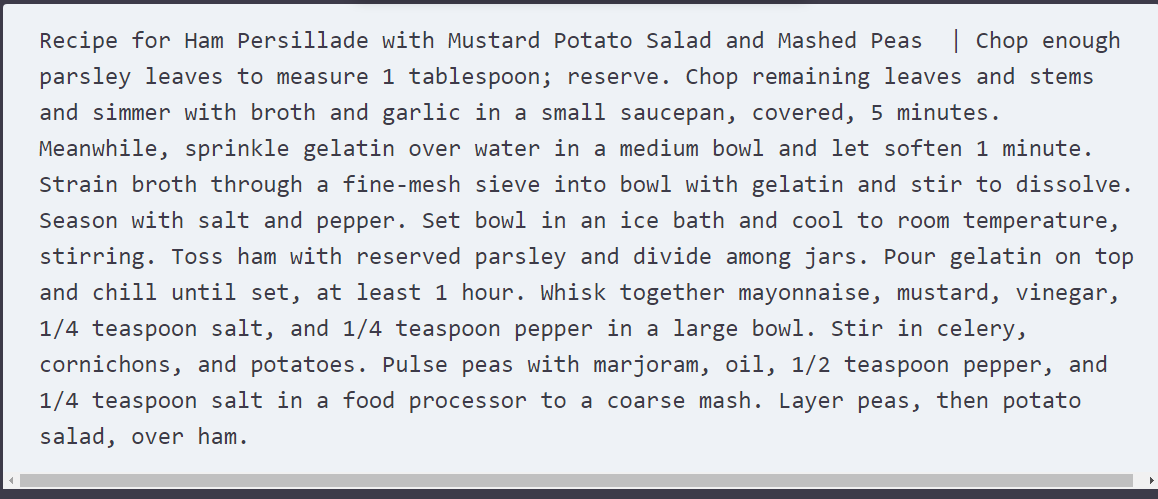 Recipe for Ham Persillade with Mustard Potato Salad and Mashed Peas  | Chop enough
parsley leaves to measure 1 tablespoon; reserve. Chop remaining leaves and stems
and simmer with broth and garlic in a small saucepan, covered, 5 minutes.
Meanwhile, sprinkle gelatin over water in a medium bowl and let soften 1 minute.
Strain broth through a fine-mesh sieve into bowl with gelatin and stir to dissolve.
Season with salt and pepper. Set bowl in an ice bath and cool to room temperature,
stirring. Toss ham with reserved parsley and divide among jars. Pour gelatin on top
and chill until set, at least 1 hour. Whisk together mayonnaise, mustard, vinegar,
1/4 teaspoon salt, and 1/4 teaspoon pepper in a large bowl. Stir in celery,
cornichons, and potatoes. Pulse peas with marjoram, oil, 1/2 teaspoon pepper, and
1/4 teaspoon salt in a food processor to a coarse mash. Layer peas, then potato
salad, over ham.